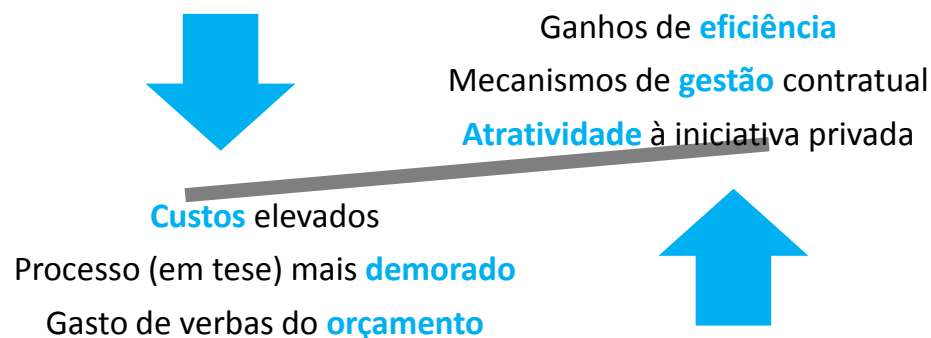 Ganhos de eficiência
Mecanismos de gestão contratual
Atratividade à iniciativa privada
Custos elevados
Processo (em tese) mais demorado
Gasto de verbas do orçamento